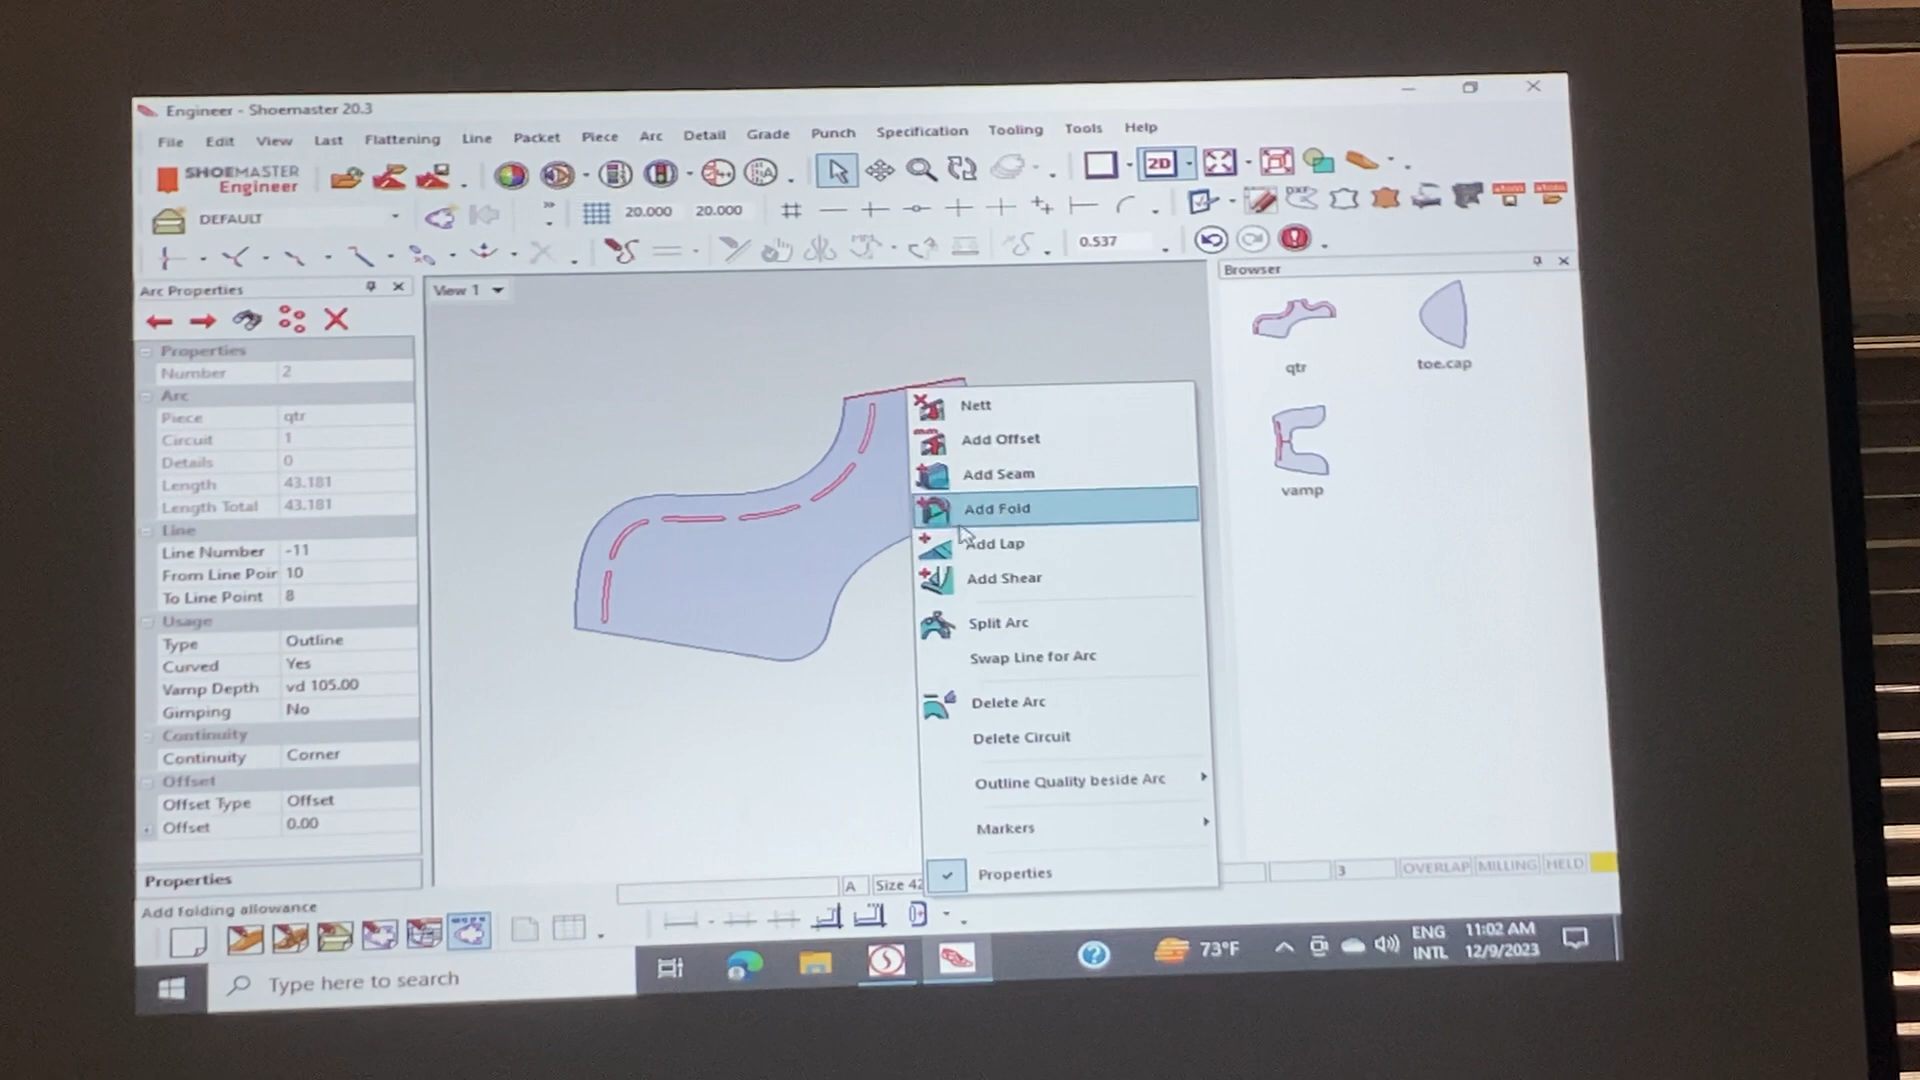 Engineer - Shoemaster 20.3
File Edit View Last Flattening Line Packet Piece Arc Detail Grade Punch Specification Tooling Tools Help
SHOEMASTER
Engineer
2D
DEFAULT
20.000 20.000
0.537
Arc Properties
View 1
Browser
Properties
Number 2
Arc
Piece qtr
Circuit 1
Details 0
Length 43.181
Length Total 43.181
Line
Line Number -11
From Line Poir 10
To Line Point 8
Usage
Type Outline
Curved Yes
Vamp Depth vd 105.00
Gimping No
Continuity
Continuity Corner
Offset
Offset Type Offset
Offset 0.00
Properties
Nett
Add Offset
Add Seam
Add Fold
Add Lap
Add Shear
Split Arc
Swap Line for Arc
Delete Arc
Delete Circuit
Outline Quality beside Arc
Markers
Properties
qtr
toe.cap
vamp
A Size 42
3 OVERLAP MILLING HELD
Add folding allowance
Type here to search
73°F
ENG
INTL
11:02 AM
12/9/2023